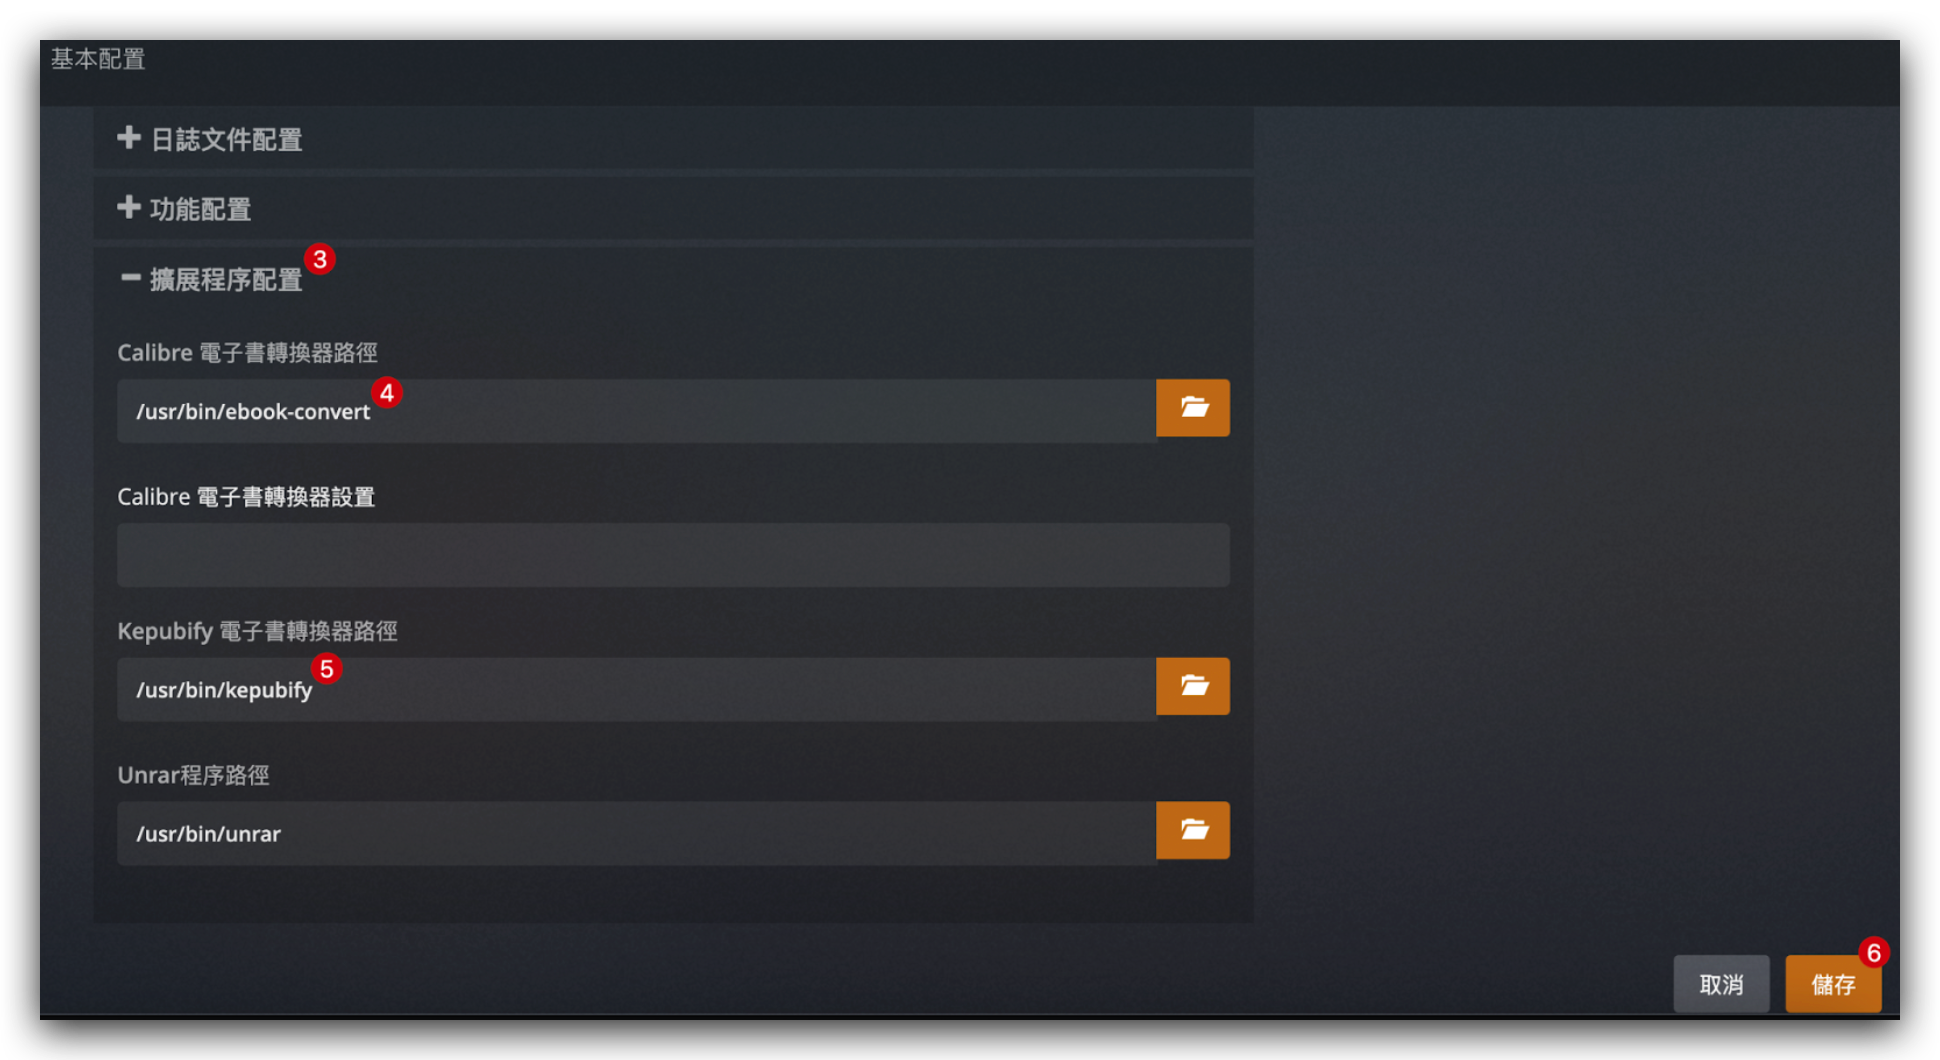 基本配置
日誌文件配置
功能配置
擴展程序配置 3
Calibre 電子書轉換器路徑
/usr/bin/ebook-convert 4
Calibre 電子書轉換器設置
Kepubify 電子書轉換器路徑
/usr/bin/kepubify 5
Unrar程序路徑
/usr/bin/unrar
6
取消 儲存